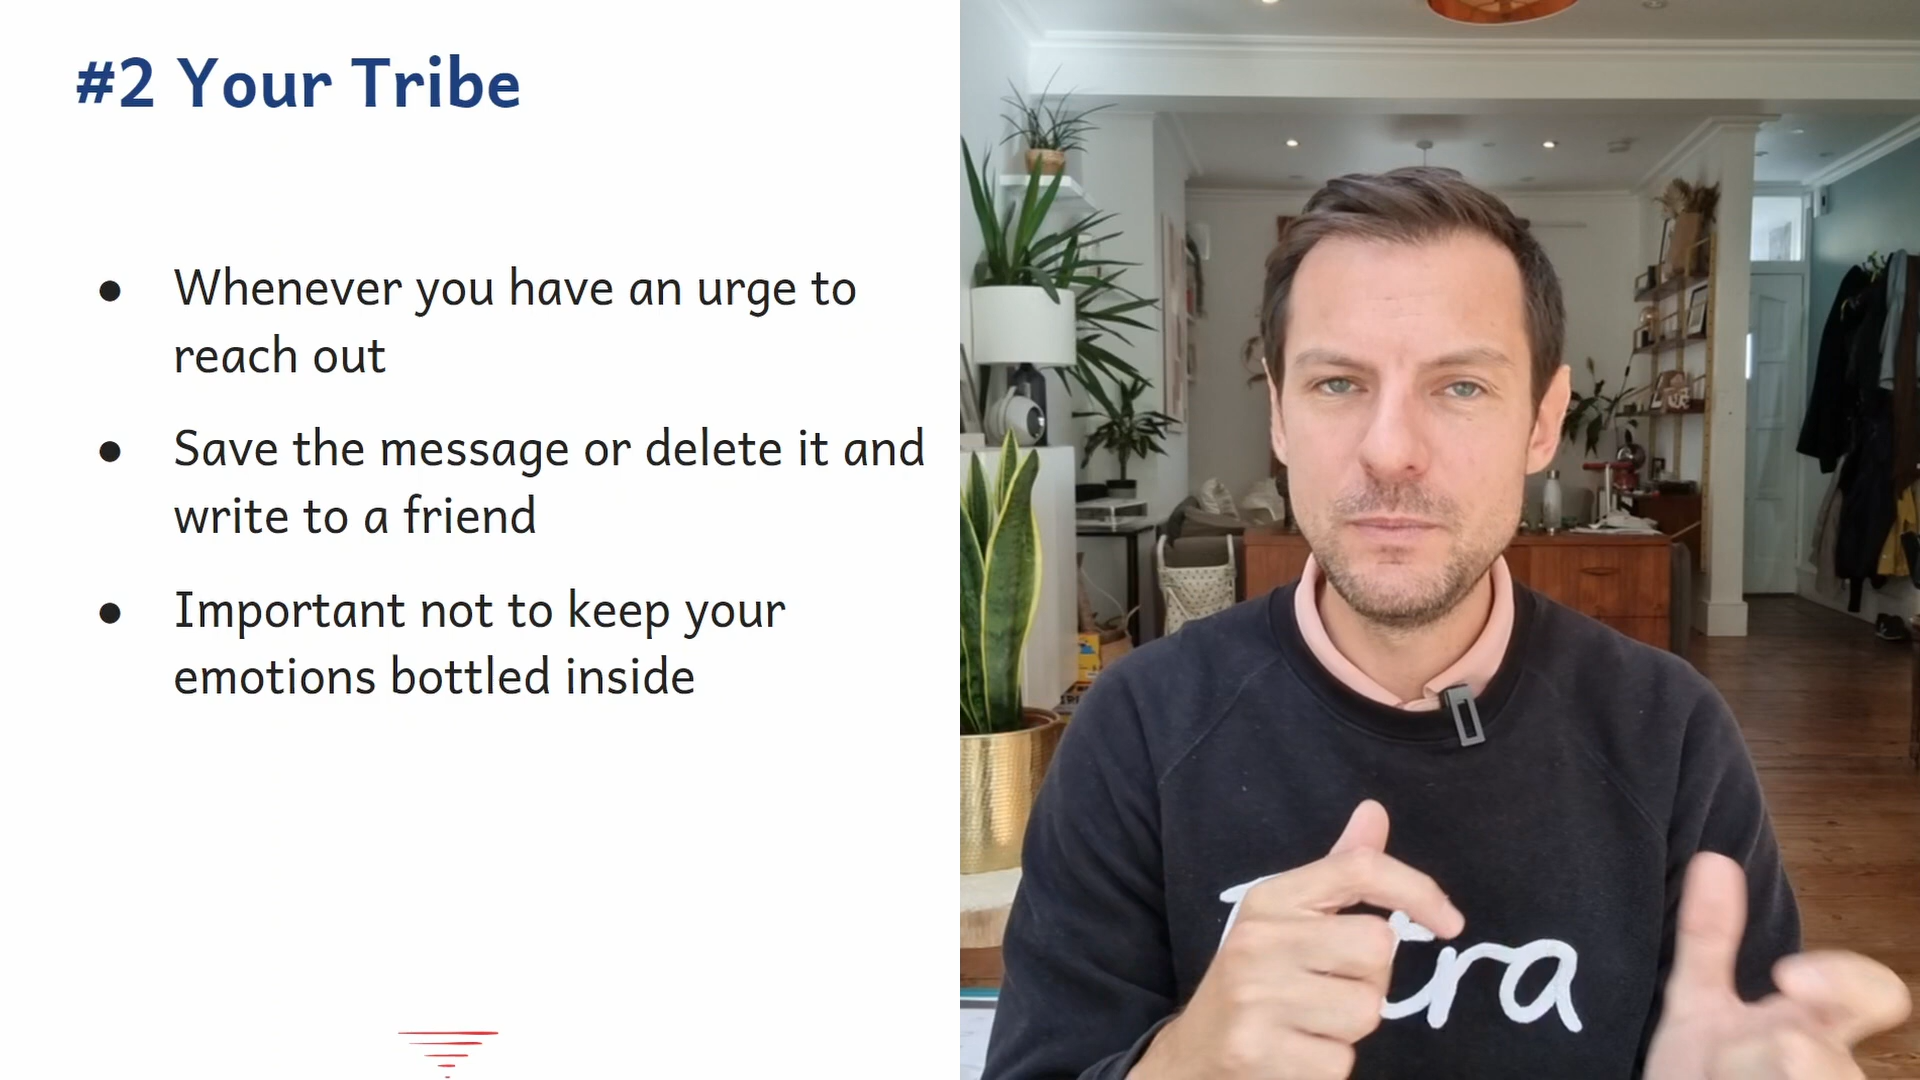 #2 Your Tribe
● Whenever you have an urge to
reach out
● Save the message or delete it and
write to a friend
● Important not to keep your
emotions bottled inside